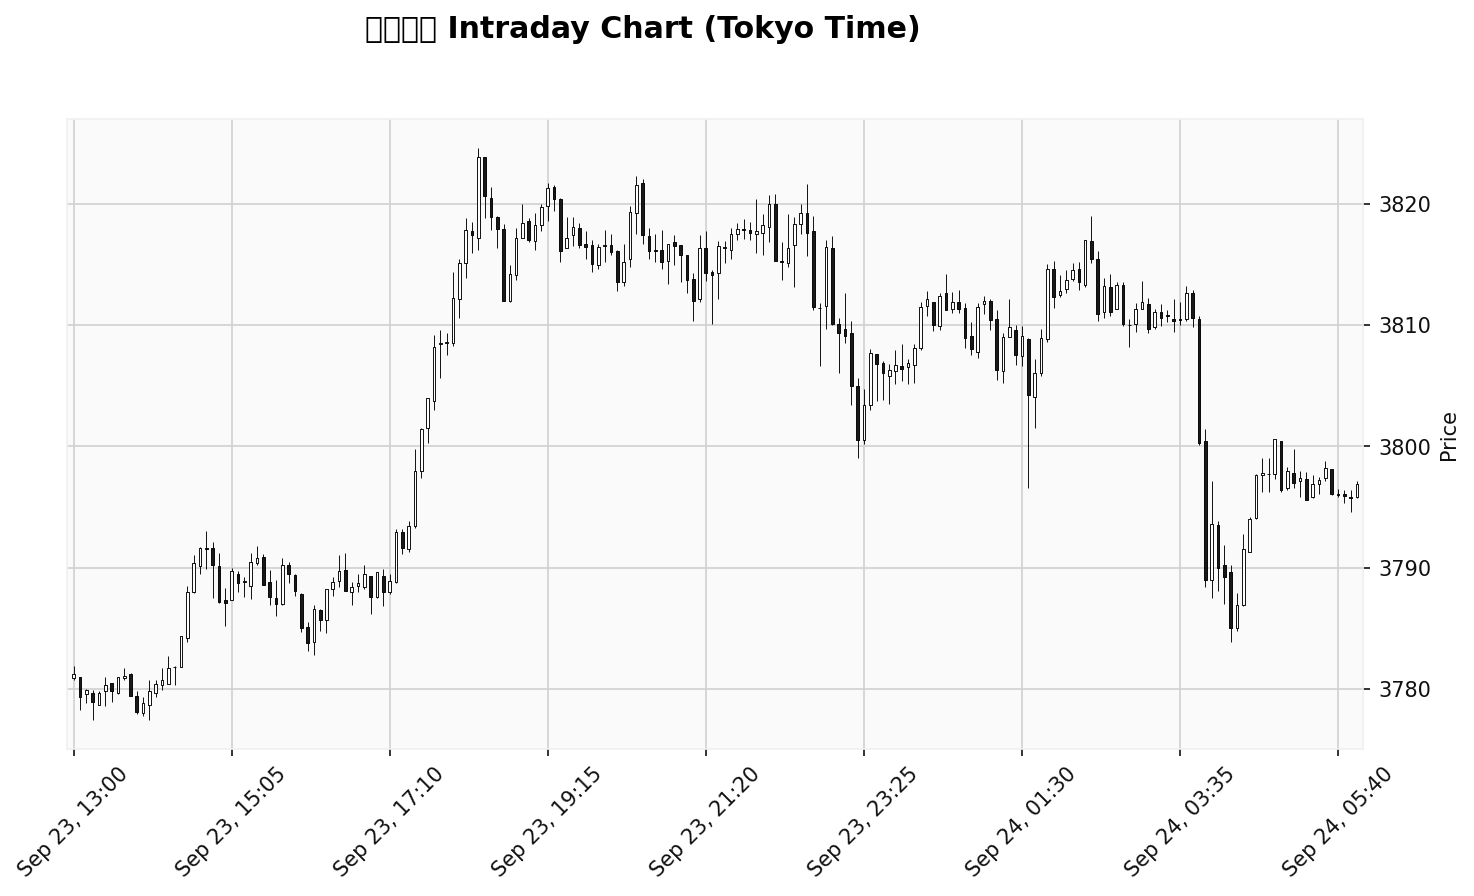 Intraday Chart (Tokyo Time)
3820
3810
3800
3790
3780
Price
Sep 23, 13:00
Sep 23, 15:05
Sep 23, 17:10
Sep 23, 19:15
Sep 23, 21:20
Sep 23, 23:25
Sep 24, 01:30
Sep 24, 03:35
Sep 24, 05:40